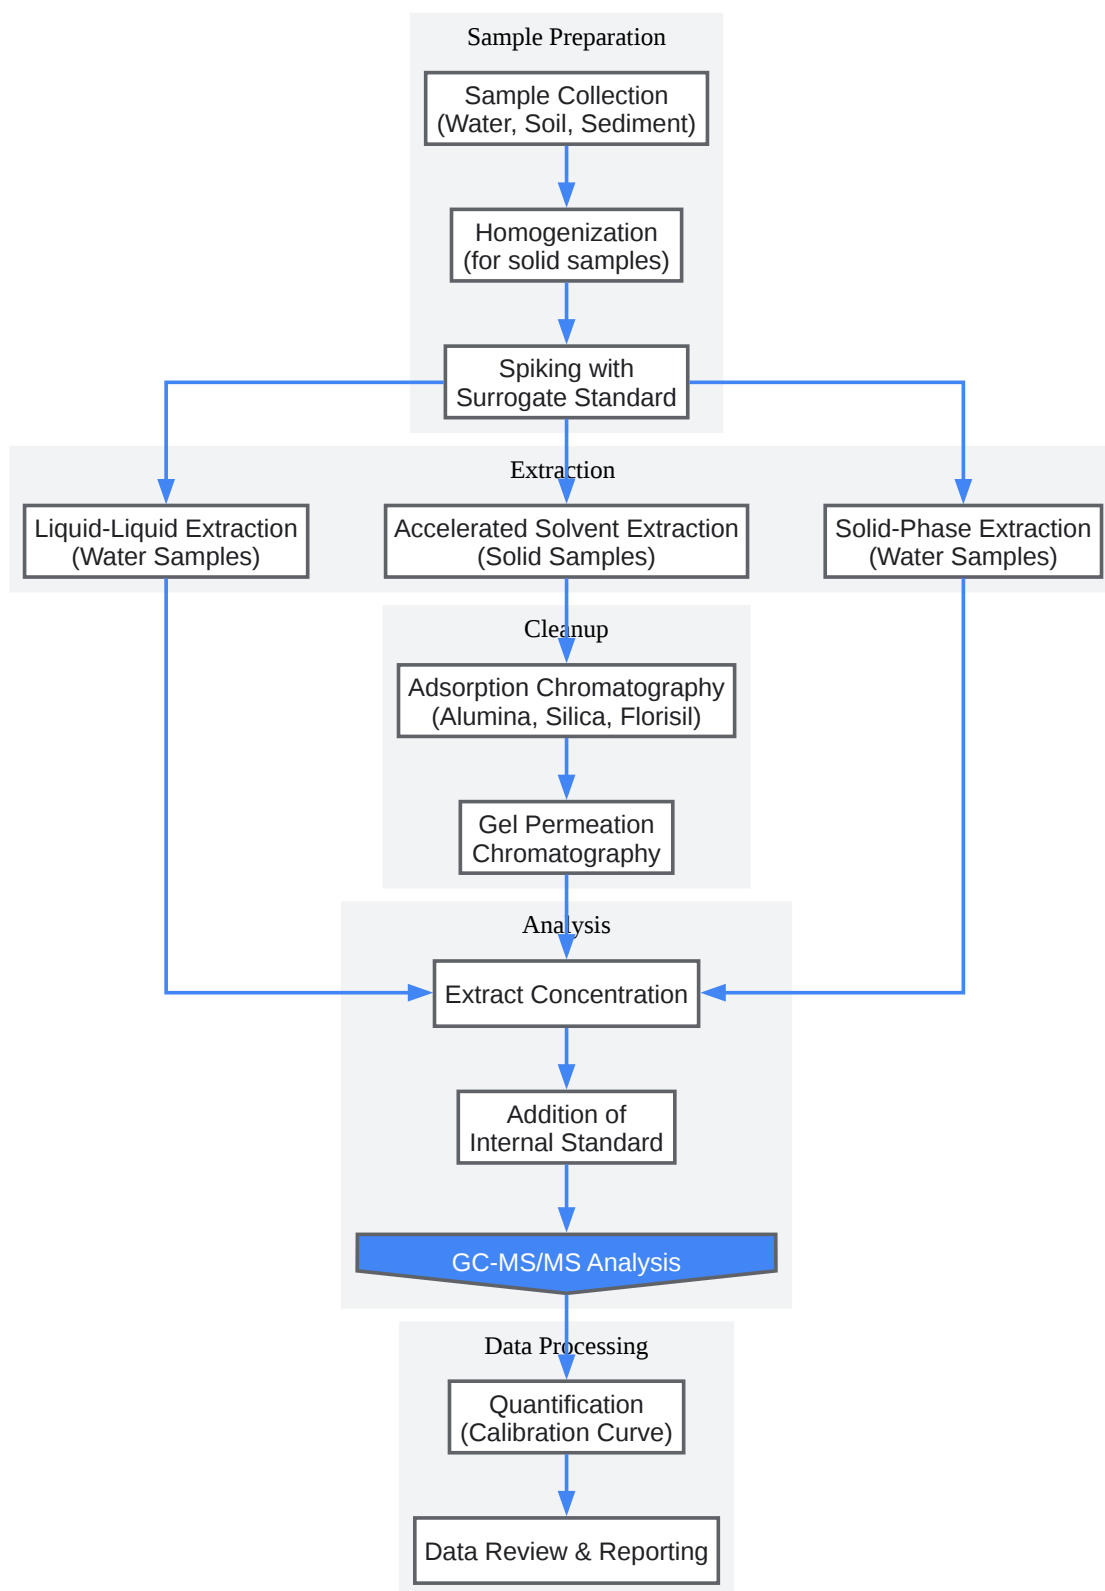 Sample Preparation
Sample Collection
(Water, Soil, Sediment)
Homogenization
(for solid samples)
Spiking with
Surrogate Standard
Extraction
Liquid-Liquid Extraction
(Water Samples)
Accelerated Solvent Extraction
(Solid Samples)
Solid-Phase Extraction
(Water Samples)
Cleanup
Adsorption Chromatography
(Alumina, Silica, Florisil)
Gel Permeation
Chromatography
Analysis
Extract Concentration
Addition of
Internal Standard
GC-MS/MS Analysis
Data Processing
Quantification
(Calibration Curve)
Data Review & Reporting